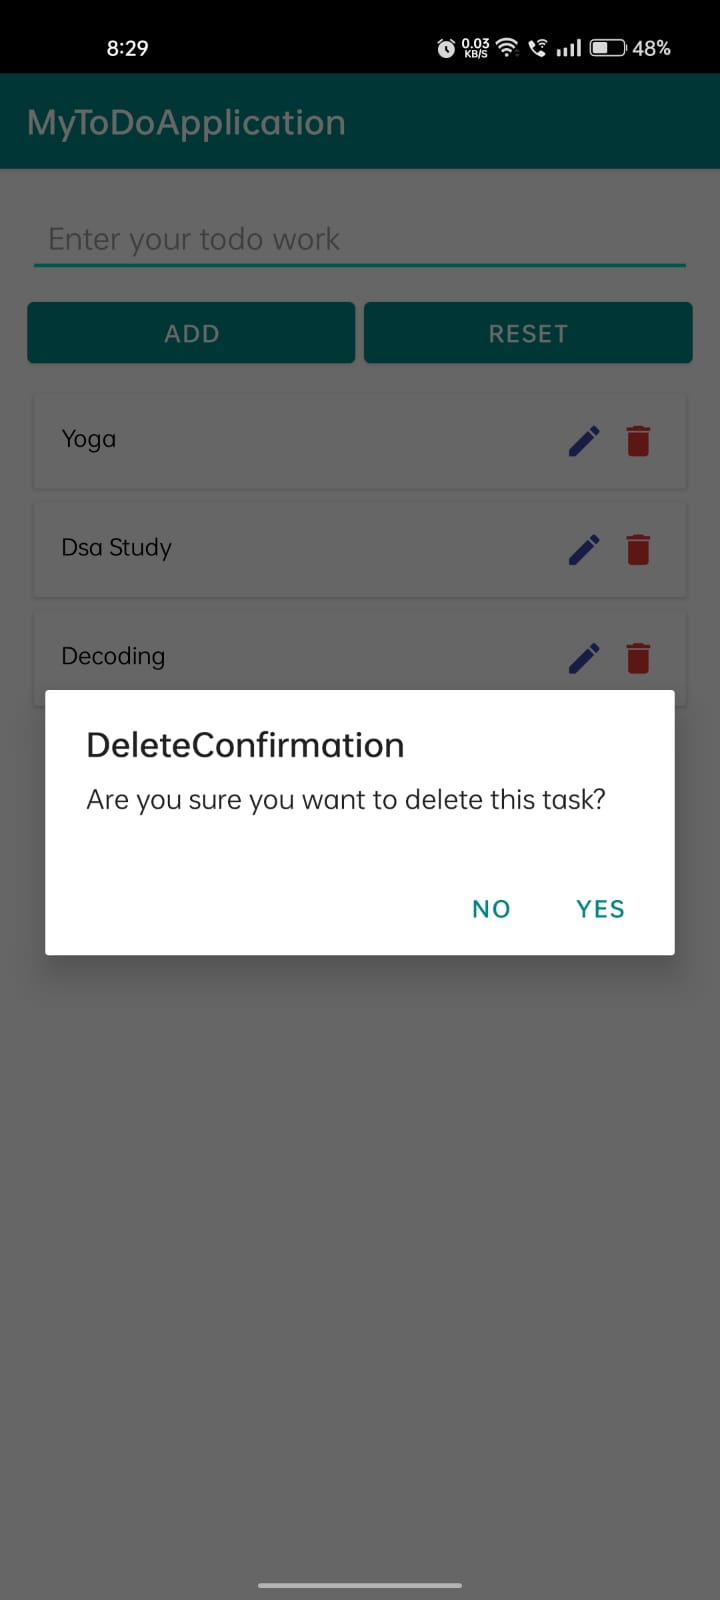 8:29
0.03
KB/S
48%
MyToDoApplication
Enter your todo work
ADD
RESET
Yoga
Dsa Study
Decoding
DeleteConfirmation
Are you sure you want to delete this task?
NO
YES